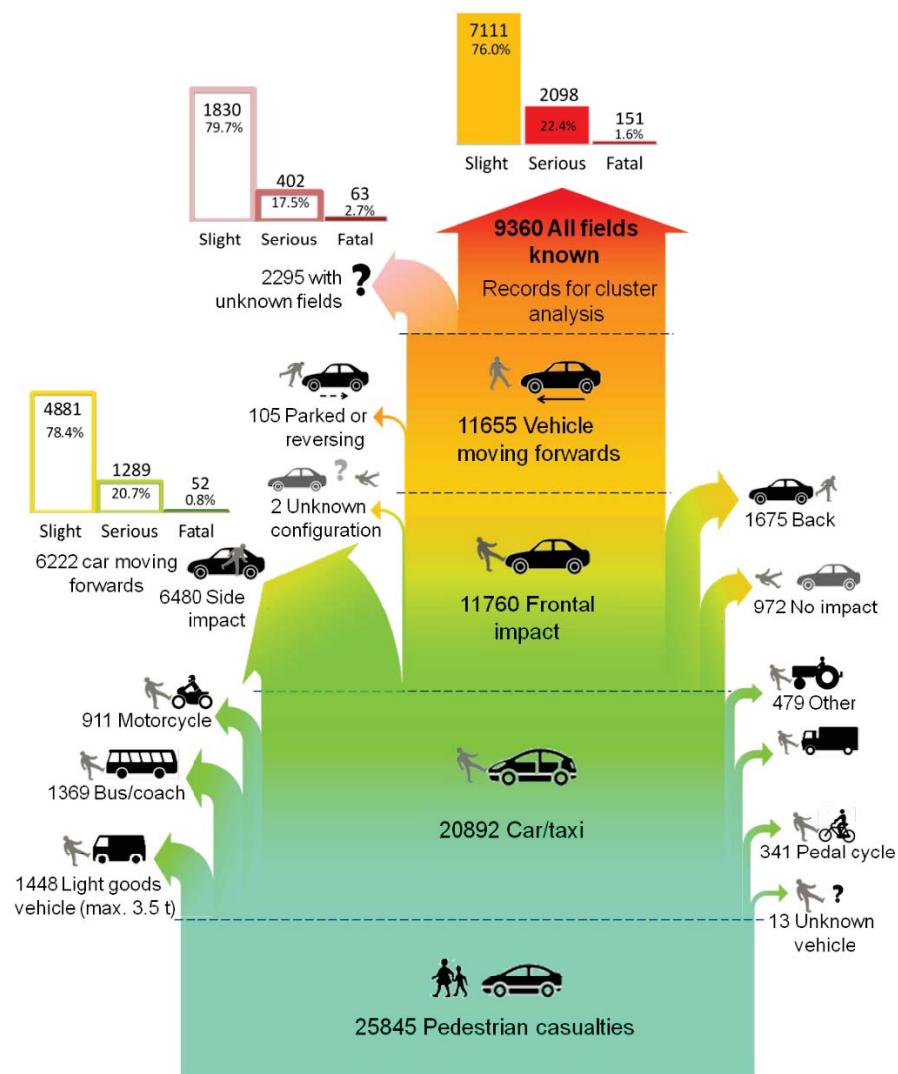 7111
76.0%
2098
22.4%
151
1.6%
Slight Serious Fatal
1830
79.7%
402
17.5%
63
2.7%
Slight Serious Fatal
9360 All fields
known
Records for cluster
analysis
2295 with
unknown fields
?
105 Parked or
reversing
11655 Vehicle
moving forwards
4881
78.4%
1289
20.7%
52
0.8%
Slight Serious Fatal
?
2 Unknown
configuration
1675 Back
6222 car moving
forwards
6480 Side
impact
11760 Frontal
impact
972 No impact
911 Motorcycle
479 Other
1369 Bus/coach
20892 Car/taxi
341 Pedal cycle
1448 Light goods
vehicle (max. 3.5 t)
?
13 Unknown
vehicle
25845 Pedestrian casualties